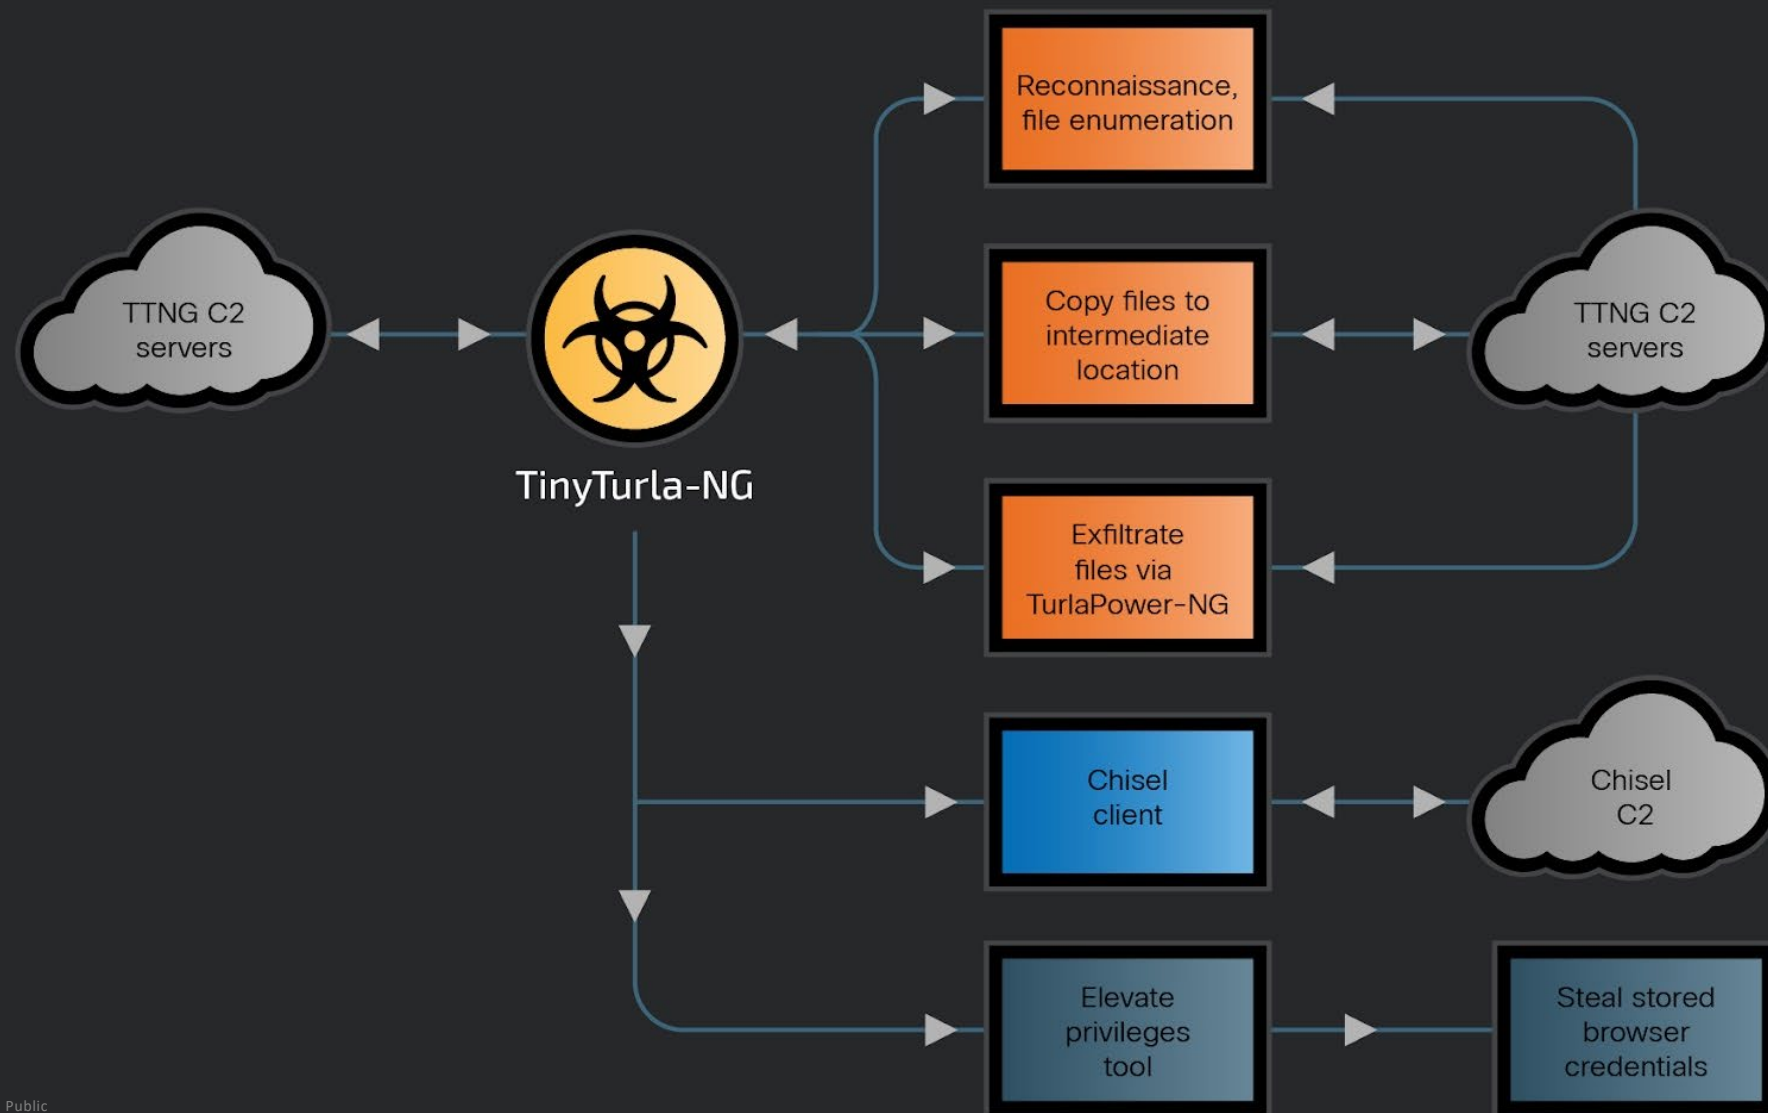 Reconnaissance,
file enumeration
TTNG C2
servers
Copy files to
intermediate
location
TTNG C2
servers
TinyTurla-NG
Exfiltrate
files via
TurlaPower-NG
Chisel
client
Chisel
C2
Elevate
privileges
tool
Steal stored
browser
credentials
Public